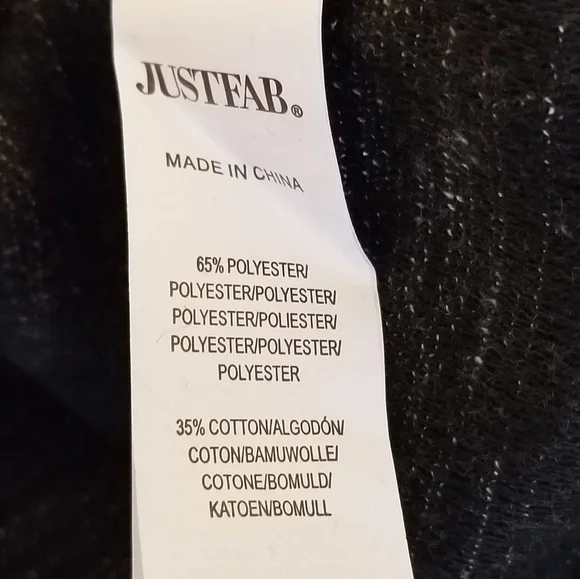 JUSTFAB®
MADE IN CHINA
65% POLYESTER/
POLYESTER/POLYESTER/
POLYESTER/POLIESTER/
POLYESTER/POLYESTER/
POLYESTER
35% COTTON/ALGODÓN/
COTON/BAMUWOLLE/
COTONE/BOMULD/
KATOEN/BOMULL